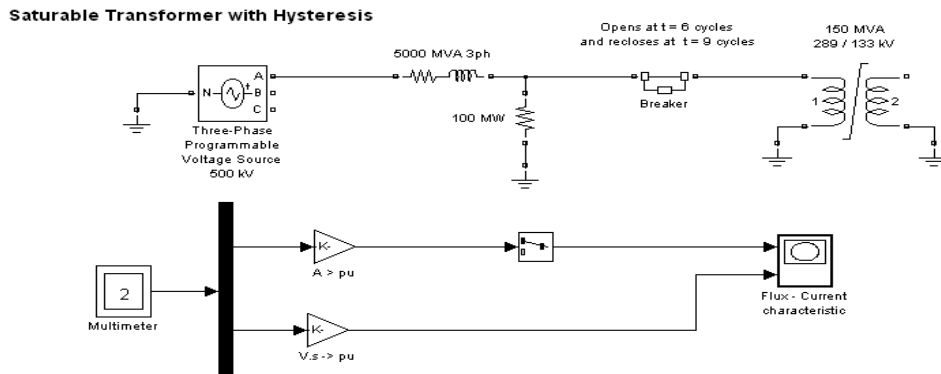 Saturable Transformer with Hysteresis
Opens at t = 6 cycles
and recloses at t = 9 cycles
150 MVA
289 / 133 kV
5000 MVA 3ph
A
N
B
C
Three-Phase
Programmable
Voltage Source
500 kV
100 MW
Breaker
1
2
K-
A > pu
2
Multimeter
K-
V.s -> pu
Flux - Current
characteristic